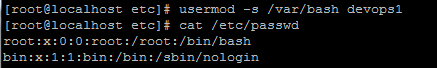 [root@localhost etc]# usermod -s /var/bash devops1
[root@localhost etc]# cat /etc/passwd
root:x:0:0:root:/root:/bin/bash
bin:x:1:1:bin:/bin:/sbin/nologin